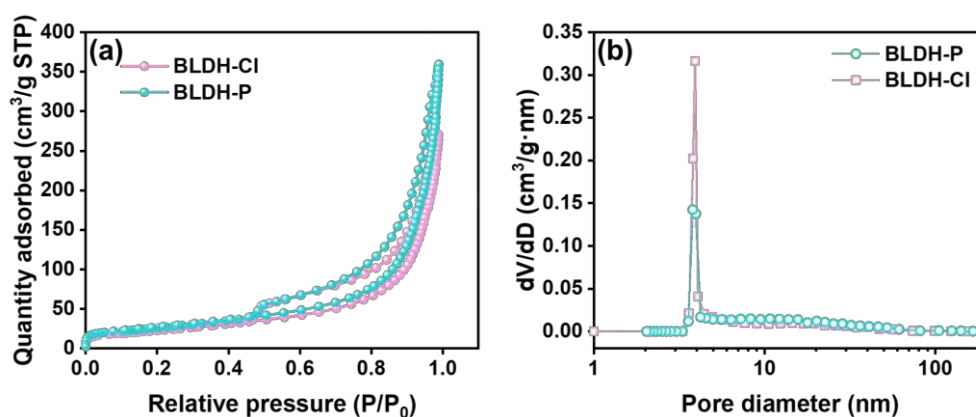 (a)
BLDH-Cl
BLDH-P
Quantity adsorbed (cm³/g STP)
400
350
300
250
200
150
100
50
0
0.0 0.2 0.4 0.6 0.8 1.0
Relative pressure (P/P₀)
(b)
BLDH-P
BLDH-Cl
dV/dD (cm³/g·nm)
0.35
0.30
0.25
0.20
0.15
0.10
0.05
0.00
1 10 100
Pore diameter (nm)